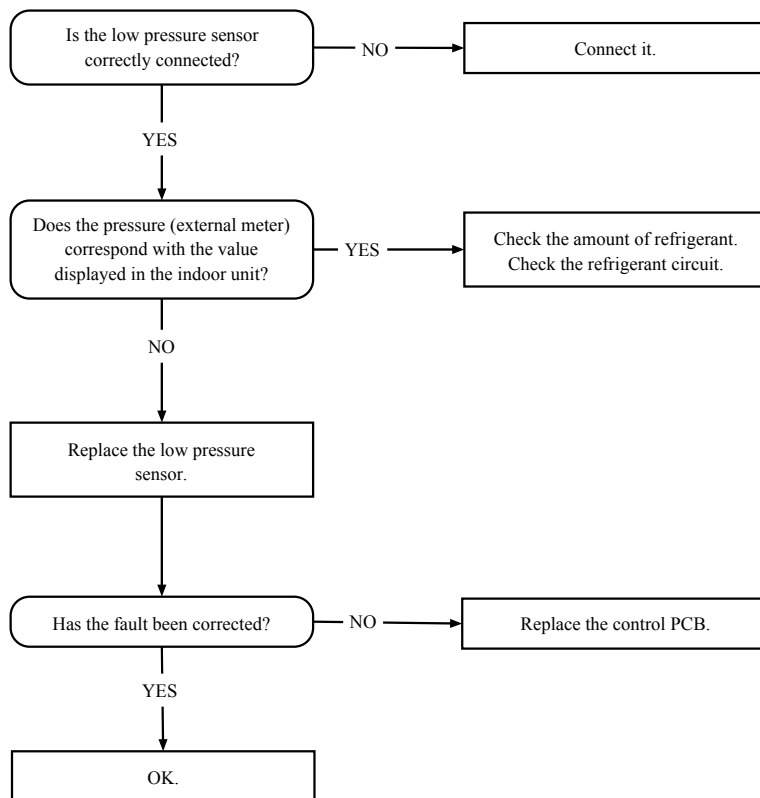 Is the low pressure sensor
correctly connected?
NO
Connect it.
YES
Does the pressure (external meter)
correspond with the value
displayed in the indoor unit?
YES
Check the amount of refrigerant.
Check the refrigerant circuit.
NO
Replace the low pressure
sensor.
Has the fault been corrected?
NO
Replace the control PCB.
YES
OK.